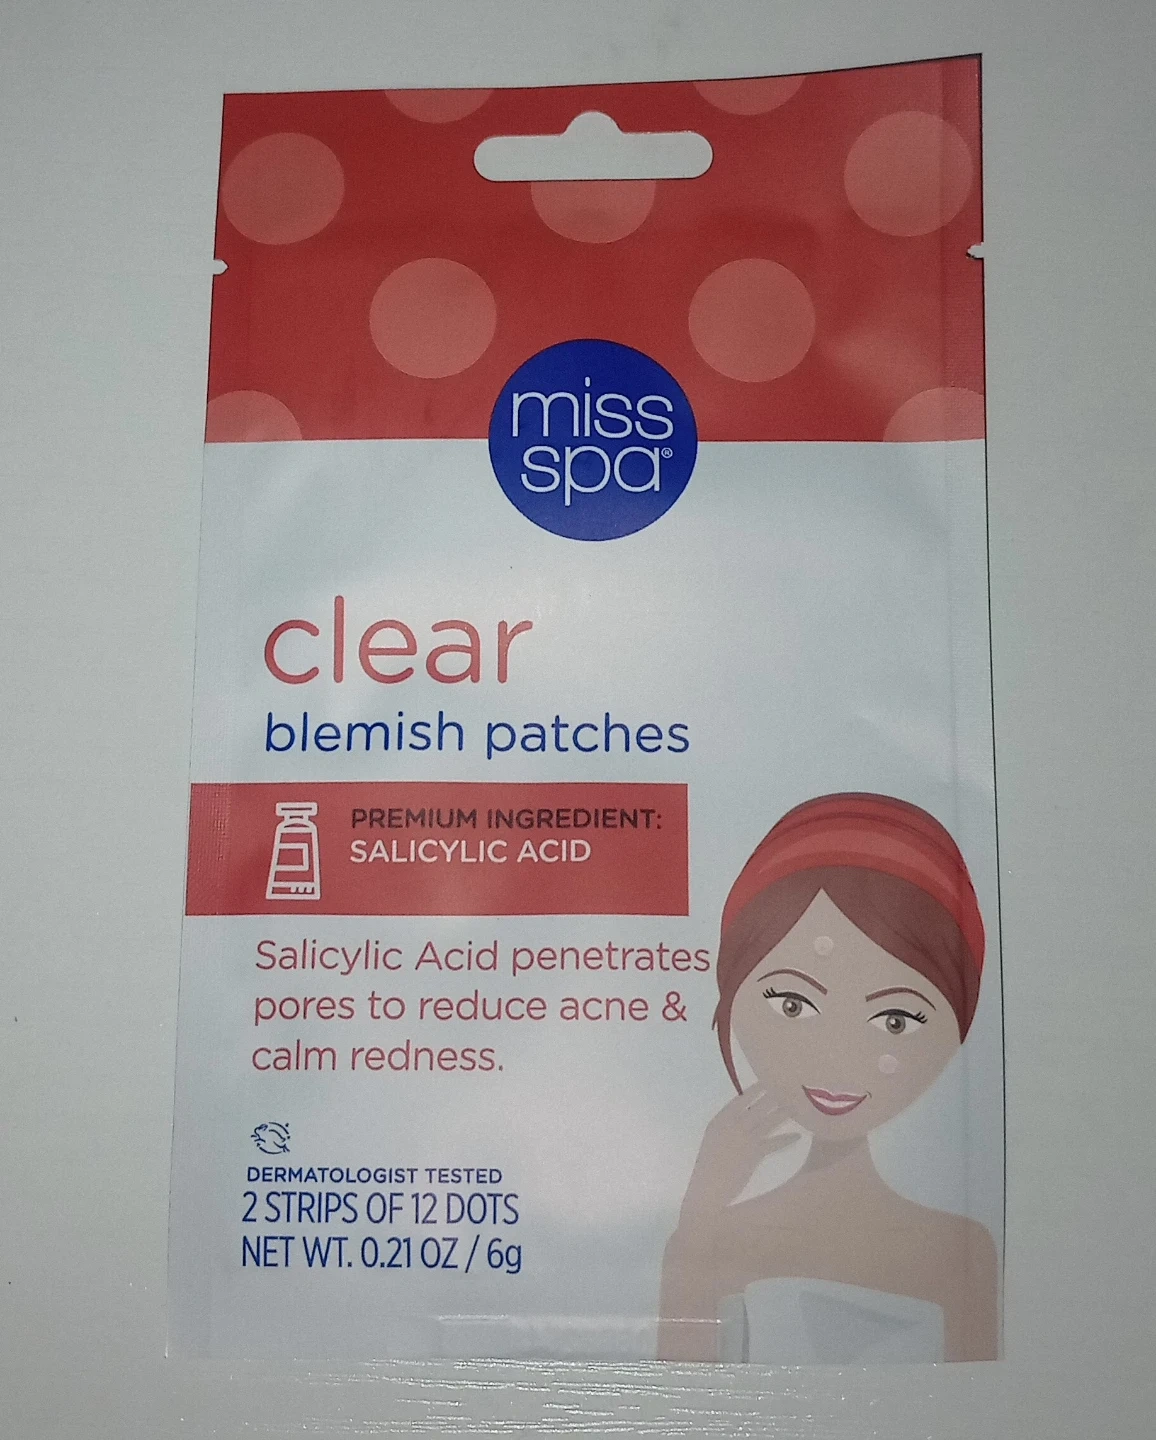 miss
spa®
clear
blemish patches
PREMIUM INGREDIENT:
SALICYLIC ACID
Salicylic Acid penetrates
pores to reduce acne &
calm redness.
DERMATOLOGIST TESTED
2 STRIPS OF 12 DOTS
NET WT. 0.21 OZ / 6g